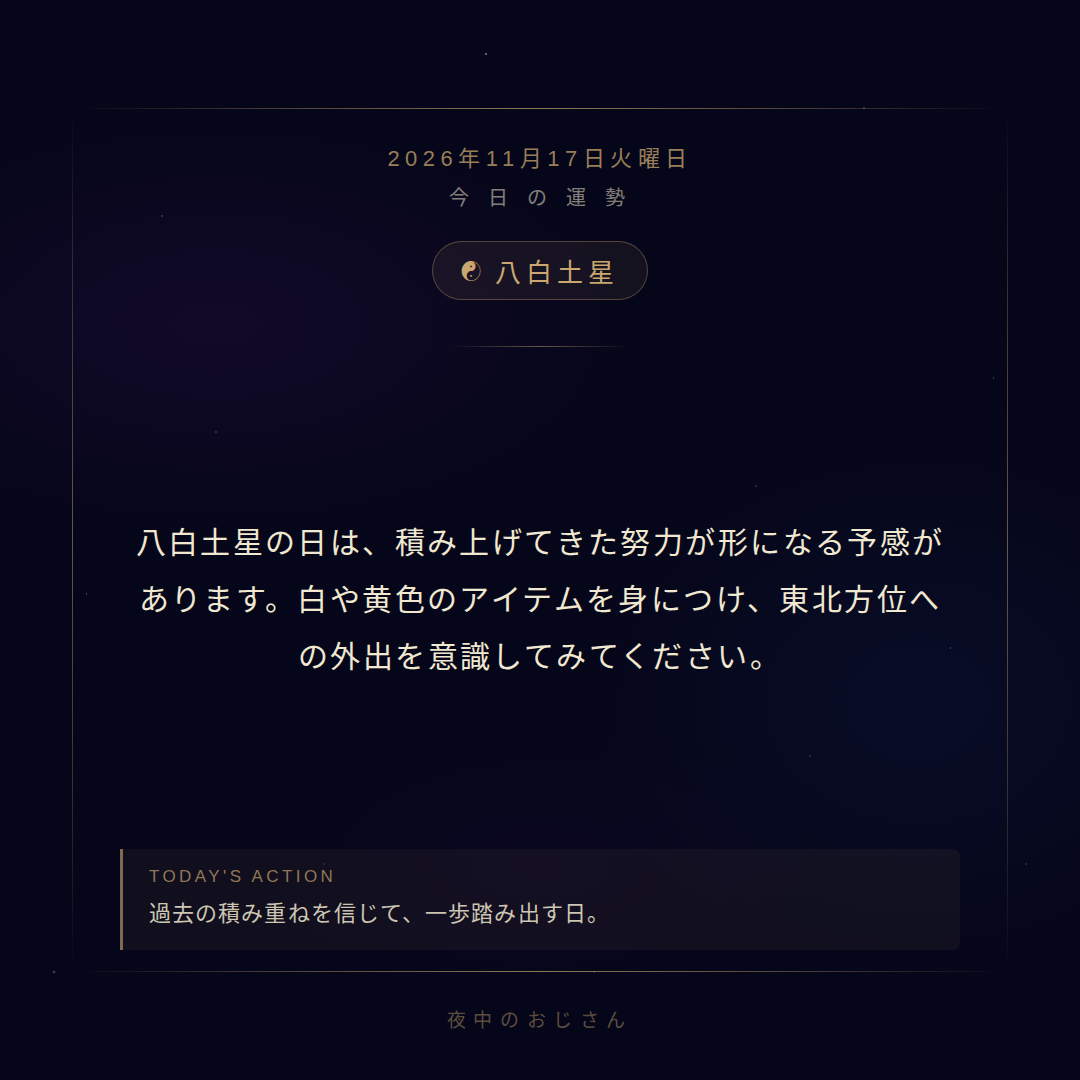 2026年11月17日火曜日
今日の運勢
☯ 八白土星
八白土星の日は、積み上げてきた努力が形になる予感が
あります。白や黄色のアイテムを身につけ、東北方位へ
の外出を意識してみてください。
TODAY'S ACTION
過去の積み重ねを信じて、一歩踏み出す日。
夜中のおじさん